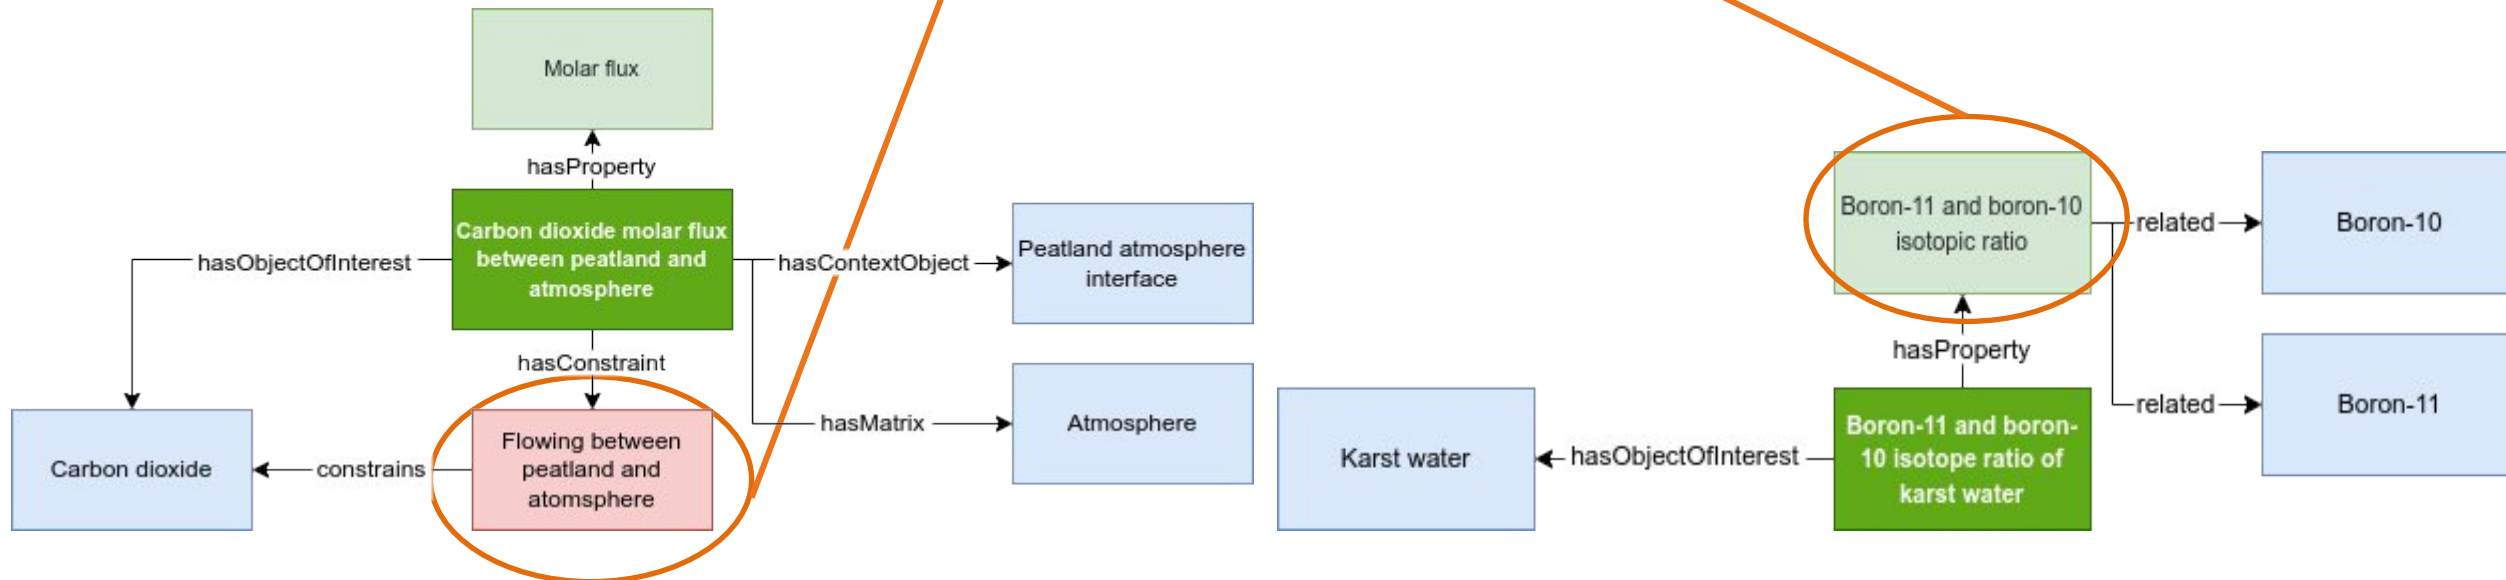 Molar flux
hasProperty
Carbon dioxide molar flux
between peatland and
atmosphere
hasObjectOfInterest
hasContextObject
Peatland atmosphere
interface
hasConstraint
hasMatrix
Atmosphere
Carbon dioxide
constrains
Flowing between
peatland and
atomsphere
Boron-11 and boron-10
isotopic ratio
related
Boron-10
hasProperty
related
Boron-11
Karst water
hasObjectOfInterest
Boron-11 and boron-
10 isotope ratio of
karst water